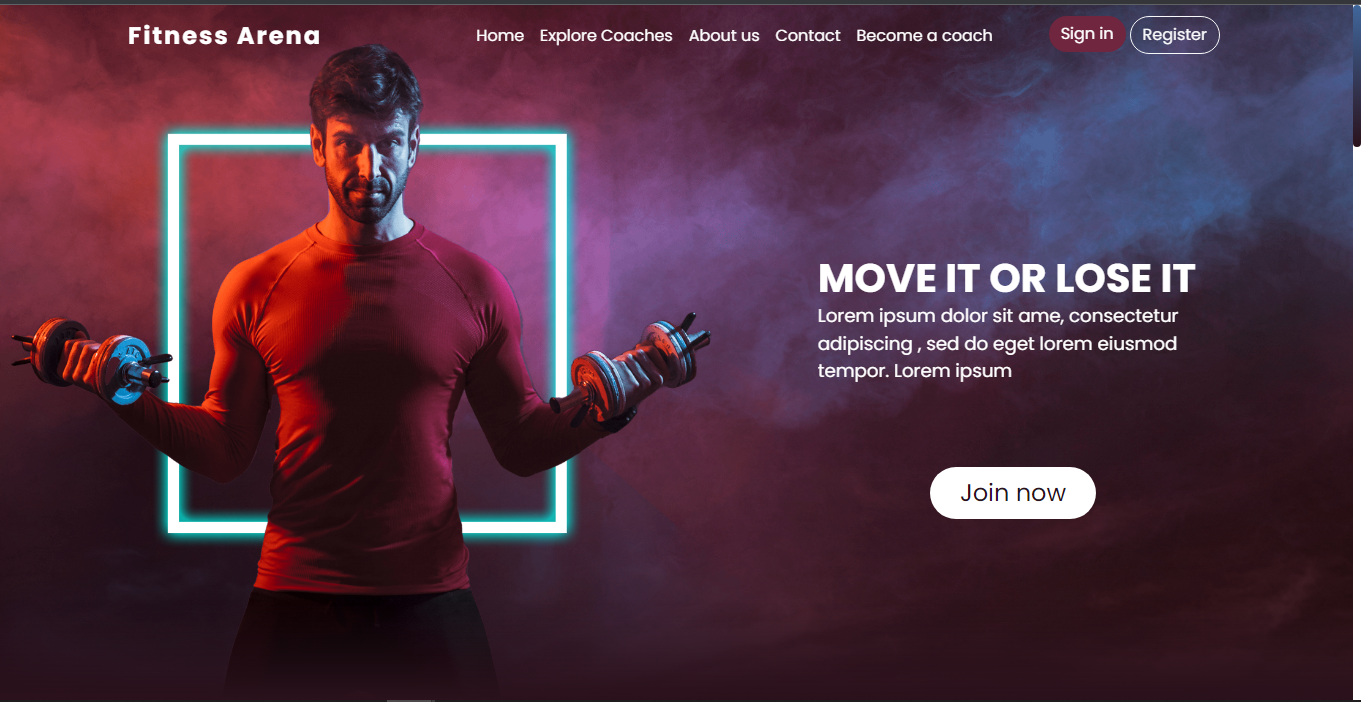 Fitness Arena
Home Explore Coaches About us Contact Become a coach Sign in Register
MOVE IT OR LOSE IT
Lorem ipsum dolor sit ame, consectetur
adipiscing , sed do eget lorem eiusmod
tempor. Lorem ipsum
Join now